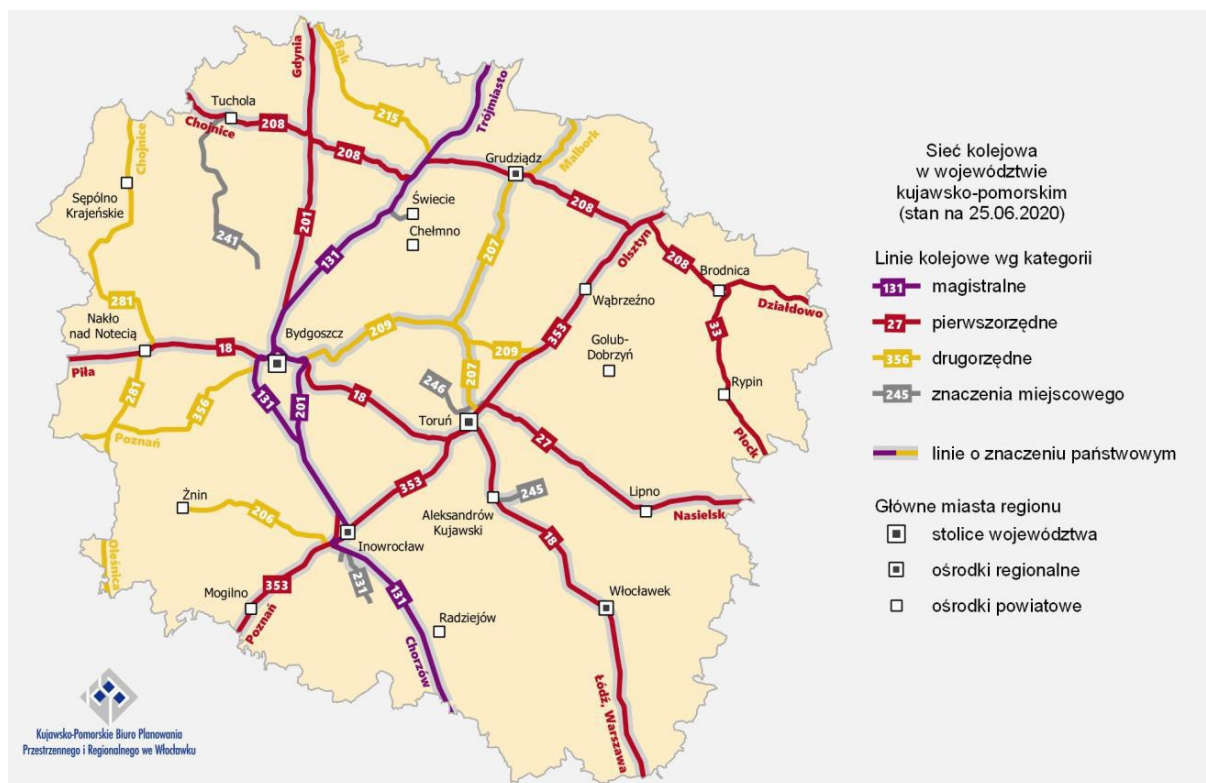 Gdynia
Bąk
Trójmiasto
215
Tuchola
Chojnice
208
208
Chojnice
Malbork
Grudziądz
Sępólno
Krajeńskie
Świecie
208
Chełmno
201
207
241
131
Olsztyn
208
Brodnica
Wąbrzeźno
Działdowo
281
Nakło
nad Notecią
Bydgoszcz
209
353
33
18
Golub-
Dobrzyń
209
Piła
207
246
Rypin
281
131
201
18
356
Toruń
Poznań
Płock
27
Żnin
353
245
Lipno
206
Aleksandrów
Kujawski
Nasielsk
18
Oleśnica
Inowrocław
353
231
131
Mogilno
Włocławek
Radziejów
Poznań
Chorzów
Łódź, Warszawa
Sieć kolejowa
w województwie
kujawsko-pomorskim
(stan na 25.06.2020)
Linie kolejowe wg kategorii
131 magistralne
27 pierwszorzędne
356 drugorzędne
245 znaczenia miejscowego
linie o znaczeniu państwowym
Główne miasta regionu
stolice województwa
ośrodki regionalne
ośrodki powiatowe
Kujawsko-Pomorskie Biuro Planowania
Przestrzennego i Regionalnego we Włocławku